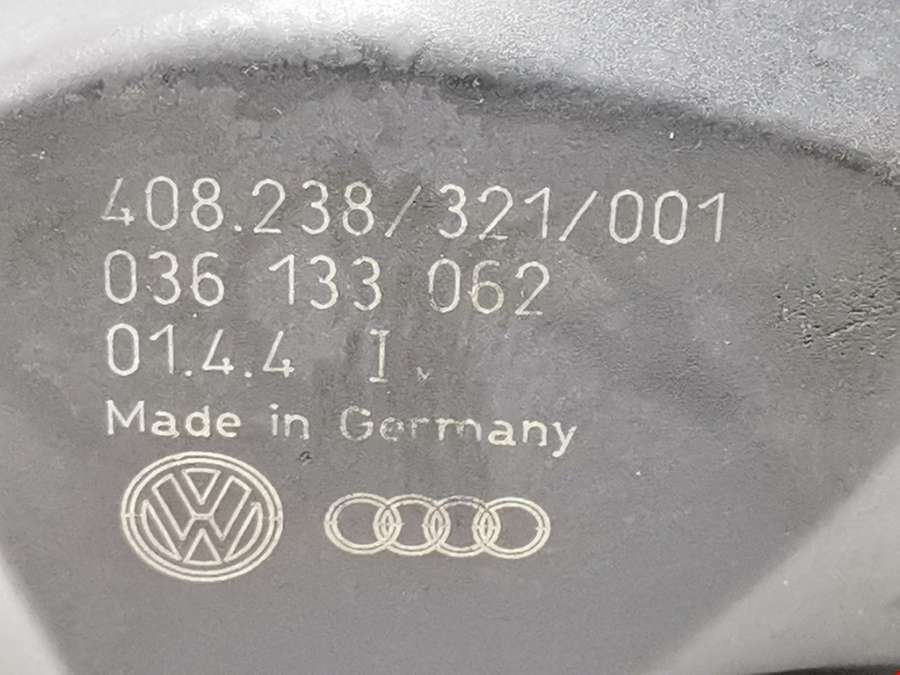 408.238/321/001
036 133 062
01.4.4 I
Made in Germany